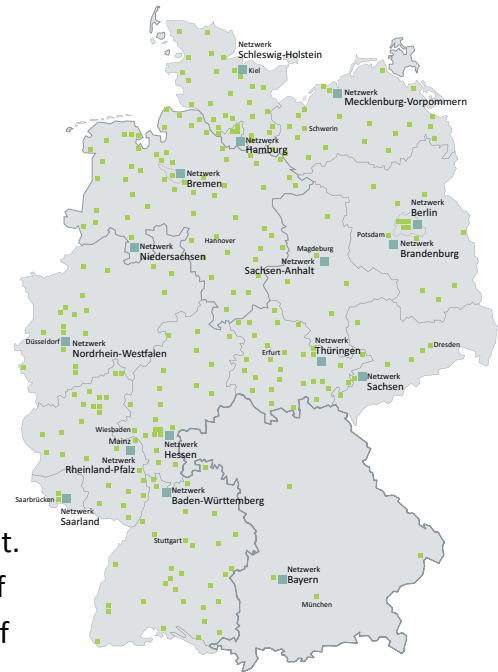 Netzwerk
Schleswig-Holstein
Kiel
Netzwerk
Mecklenburg-Vorpommern
Schwerin
Netzwerk
Hamburg
Netzwerk
Bremen
Netzwerk
Berlin
Potsdam
Netzwerk
Brandenburg
Hannover
Netzwerk
Niedersachsen
Magdeburg
Netzwerk
Sachsen-Anhalt
Düsseldorf
Netzwerk
Nordrhein-Westfalen
Erfurt
Netzwerk
Thüringen
Dresden
Netzwerk
Sachsen
Wiesbaden
Mainz
Netzwerk
Hessen
Netzwerk
Rheinland-Pfalz
Saarbrücken
Netzwerk
Saarland
Netzwerk
Baden-Württemberg
t.
Stuttgart
f
Netzwerk
Bayern
München
f